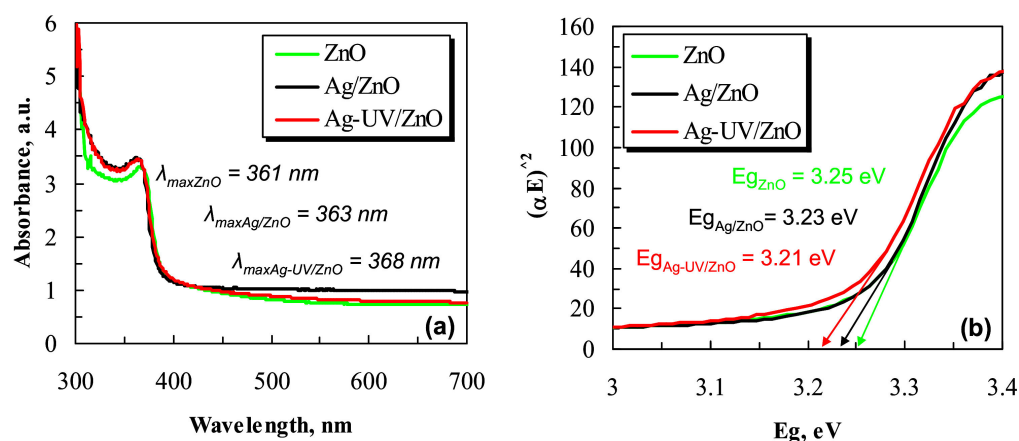 6
5
4
3
2
1
0
300
400
500
600
700
Absorbance, a.u.
Wavelength, nm
ZnO
Ag/ZnO
Ag-UV/ZnO
λmaxZnO = 361 nm
λmaxAg/ZnO = 363 nm
λmaxAg-UV/ZnO = 368 nm
(a)
160
140
120
100
80
60
40
20
0
3
3.1
3.2
3.3
3.4
(αE)^2
Eg, eV
ZnO
Ag/ZnO
Ag-UV/ZnO
EgZnO = 3.25 eV
EgAg/ZnO= 3.23 eV
EgAg-UV/ZnO = 3.21 eV
(b)